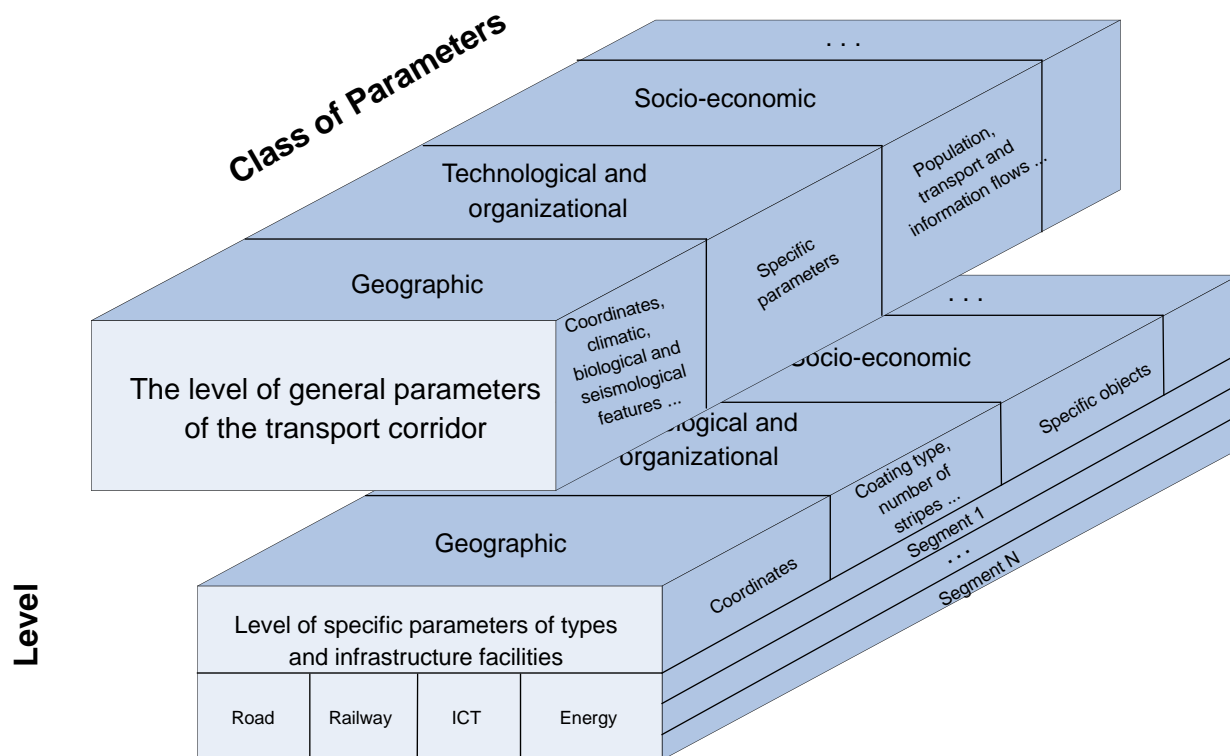 Class of Parameters
. . .
Socio-economic
Population,
transport and
information flows ...
Technological and
organizational
Specific
parameters
Geographic
Coordinates,
climatic,
biological and
seismological
features ...
The level of general parameters
of the transport corridor
. . .
Socio-economic
Specific objects
ological and
organizational
Coating type,
number of
stripes ...
Geographic
Coordinates
Segment 1
. . .
Segment N
Level
Level of specific parameters of types
and infrastructure facilities
Road
Railway
ICT
Energy